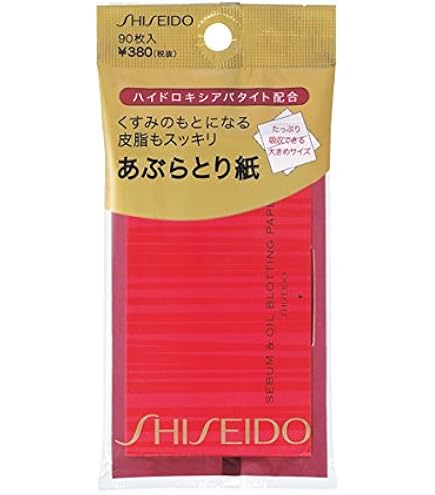 SHISEIDO
90枚入
¥380(税抜)
ハイドロキシアパタイト配合
くすみのもとになる
皮脂もスッキリ
あぶらとり紙
たっぷり
吸収できる
大きめサイズ
SEBUM & OIL BLOTTING PAPE
SHISEIDO
SHISEIDO